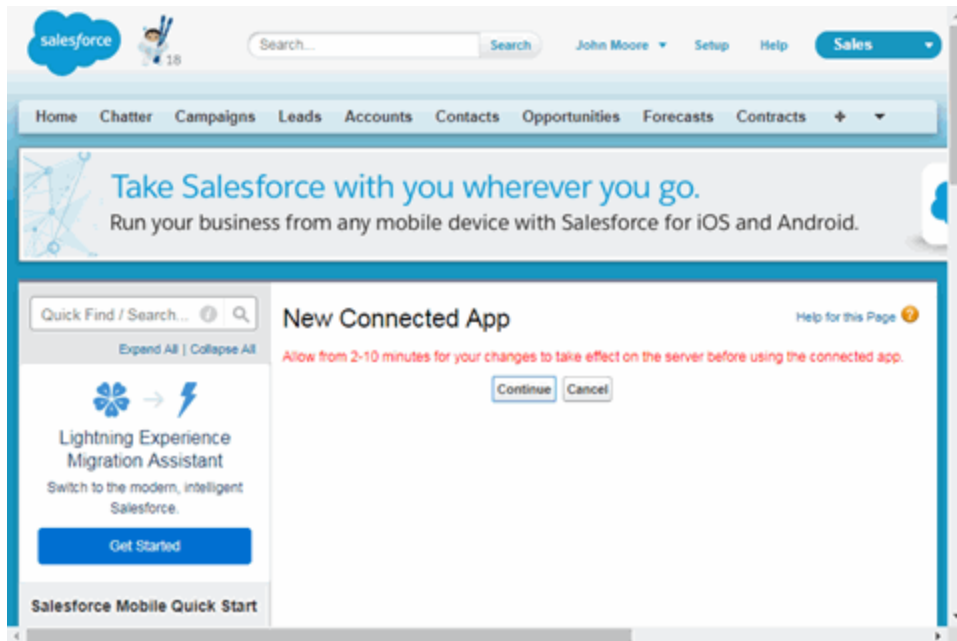 salesforce
18
Search...
Search
John Moore
Setup
Help
Sales
Home Chatter Campaigns Leads Accounts Contacts Opportunities Forecasts Contracts +
Take Salesforce with you wherever you go.
Run your business from any mobile device with Salesforce for iOS and Android.
Quick Find / Search...
Expand All | Collapse All
Lightning Experience
Migration Assistant
Switch to the modern, intelligent
Salesforce.
Get Started
Salesforce Mobile Quick Start
New Connected App
Help for this Page
Allow from 2-10 minutes for your changes to take effect on the server before using the connected app.
Continue
Cancel